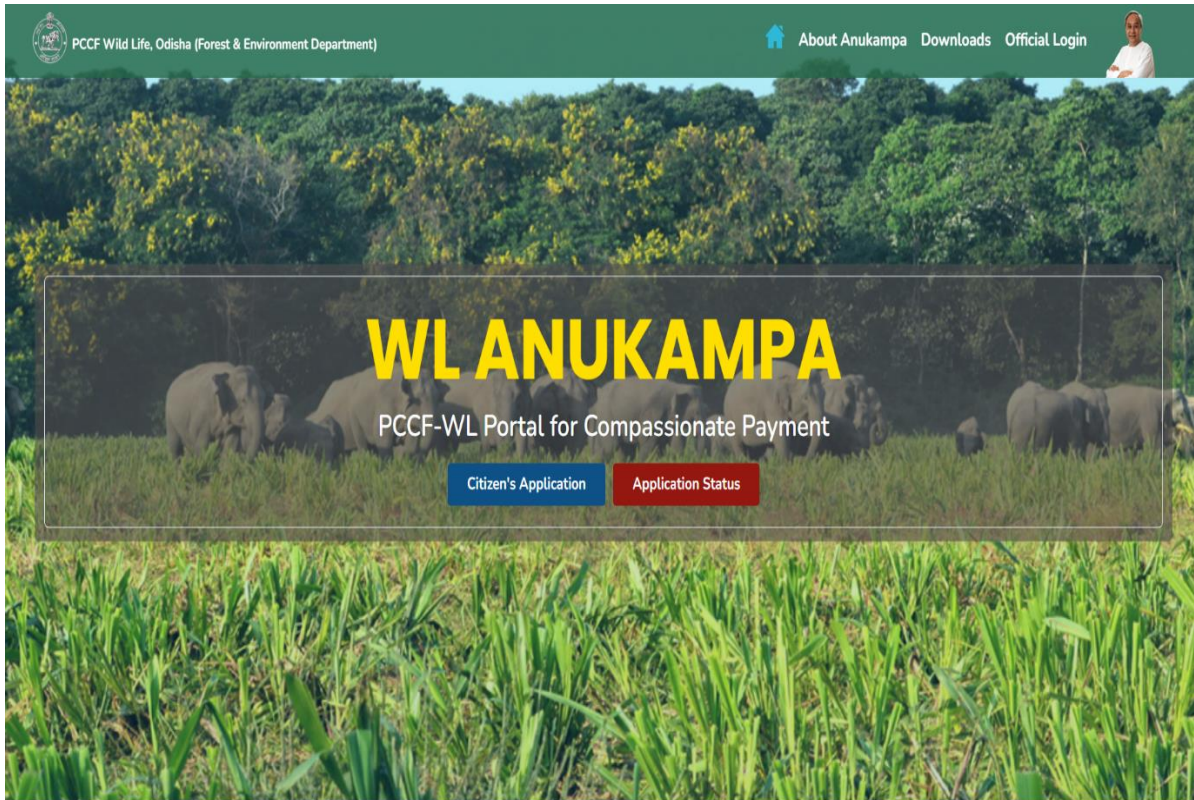 PCCF Wild Life, Odisha (Forest & Environment Department)
About Anukampa Downloads Official Login
WL ANUKAMPA
PCCF-WL Portal for Compassionate Payment
Citizen's Application Application Status